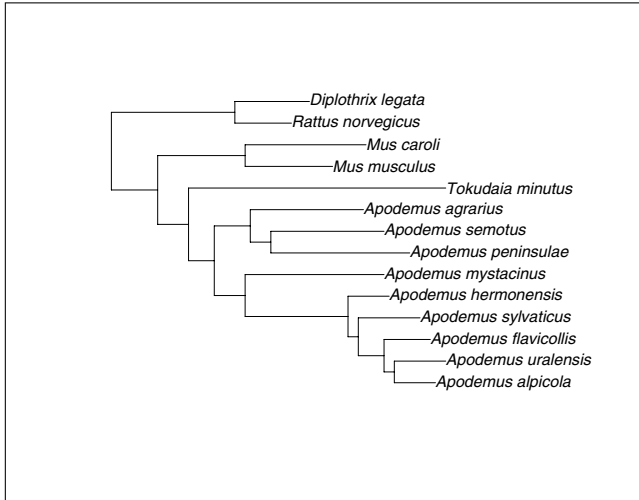 Diplothrix legata
Rattus norvegicus
Mus caroli
Mus musculus
Tokudaia minutus
Apodemus agrarius
Apodemus semotus
Apodemus peninsulae
Apodemus mystacinus
Apodemus hermonensis
Apodemus sylvaticus
Apodemus flavicollis
Apodemus uralensis
Apodemus alpicola